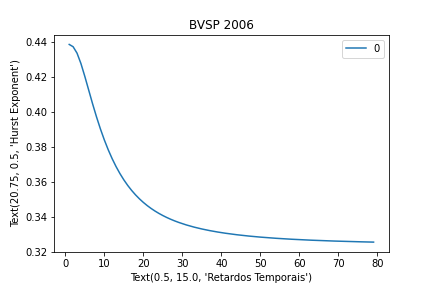 BVSP 2006
0
0.44
0.42
0.40
0.38
0.36
0.34
0.32
Text(20.75, 0.5, 'Hurst Exponent')
0 10 20 30 40 50 60 70 80
Text(0.5, 15.0, 'Retardos Temporais')